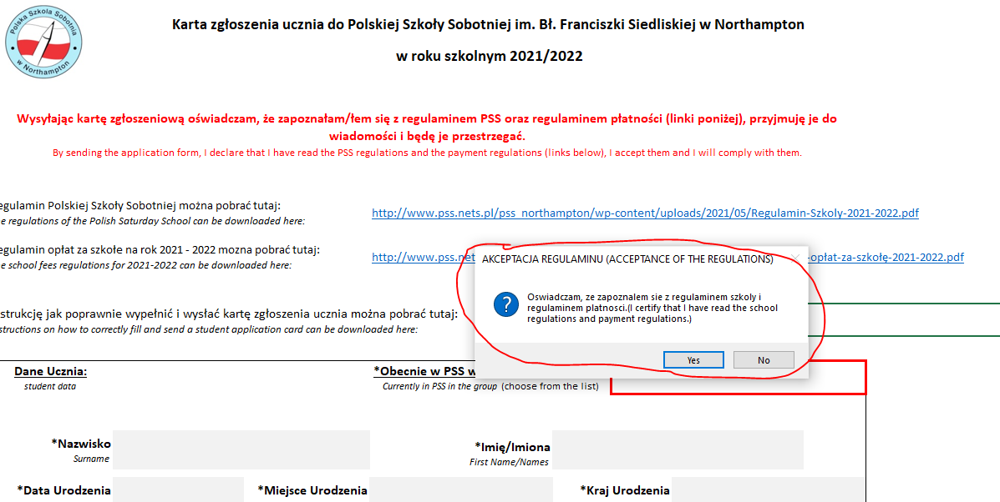 Polska Szkoła Sobotnia
w Northampton
Karta zgłoszenia ucznia do Polskiej Szkoły Sobotniej im. Bł. Franciszki Siedliskiej w Northampton
w roku szkolnym 2021/2022
Wysyłając kartę zgłoszeniową oświadczam, że zapoznałam/łem się z regulaminem PSS oraz regulaminem płatności (linki poniżej), przyjmuję je do
wiadomości i będę je przestrzegać.
By sending the application form, I declare that I have read the PSS regulations and the payment regulations (links below), I accept them and I will comply with them.
egulamin Polskiej Szkoły Sobotniej można pobrać tutaj:
e regulations of the Polish Saturday School can be downloaded here:
http://www.pss.nets.pl/pss_northampton/wp-content/uploads/2021/05/Regulamin-Szkoly-2021-2022.pdf
egulamin opłat za szkołe na rok 2021 - 2022 mozna pobrać tutaj:
e school fees regulations for 2021-2022 can be downloaded here:
http://www.pss.net
-opłat-za-szkołę-2021-2022.pdf
AKCEPTACJA REGULAMINU (ACCEPTANCE OF THE REGULATIONS)
?
Oswiadczam, ze zapoznalem sie z regulaminem szkoly i
regulaminem platnosci.(I certify that I have read the school
regulations and payment regulations.)
Yes
No
strukcję jak poprawnie wypełnić i wysłać kartę zgłoszenia ucznia można pobrać tutaj:
structions on how to correctly fill and send a student application card can be downloaded here:
Dane Ucznia:
student data
*Obecnie w PSS w
Currently in PSS in the group (choose from the list)
*Nazwisko
Surname
*Imię/Imiona
First Name/Names
*Data Urodzenia
*Miejsce Urodzenia
*Kraj Urodzenia